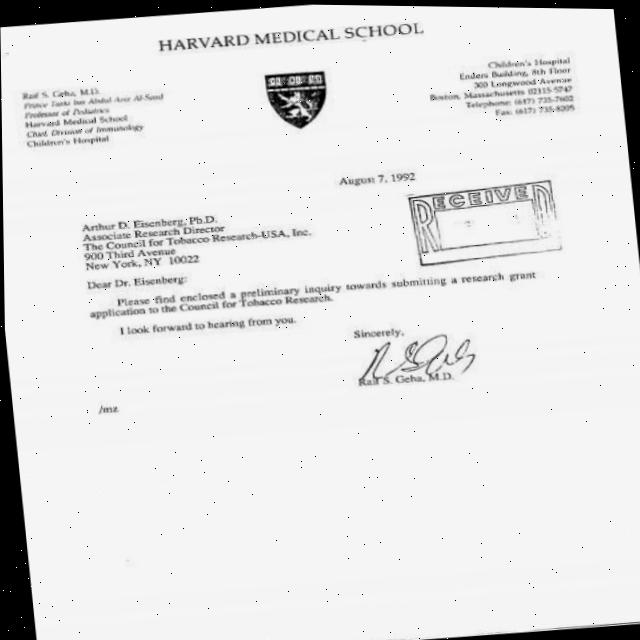 HARVARD MEDICAL SCHOOL
Raif S. Geha, M.D.
Prince Turki bin Abdul Aziz Al-Saud
Professor of Pediatrics
Harvard Medical School
Chief, Division of Immunology
Children's Hospital
Children's Hospital
Enders Building, 8th Floor
300 Longwood Avenue
Boston, Massachusetts 02115-5747
Telephone: (617) 735-7602
Fax: (617) 735-8205
August 7, 1992
RECEIVED
Arthur D. Eisenberg, Ph.D.
Associate Research Director
The Council for Tobacco Research-USA, Inc.
900 Third Avenue
New York, NY 10022
Dear Dr. Eisenberg:
Please find enclosed a preliminary inquiry towards submitting a research grant
application to the Council for Tobacco Research.
I look forward to hearing from you.
Sincerely,
Raif S. Geha, M.D.
/mz